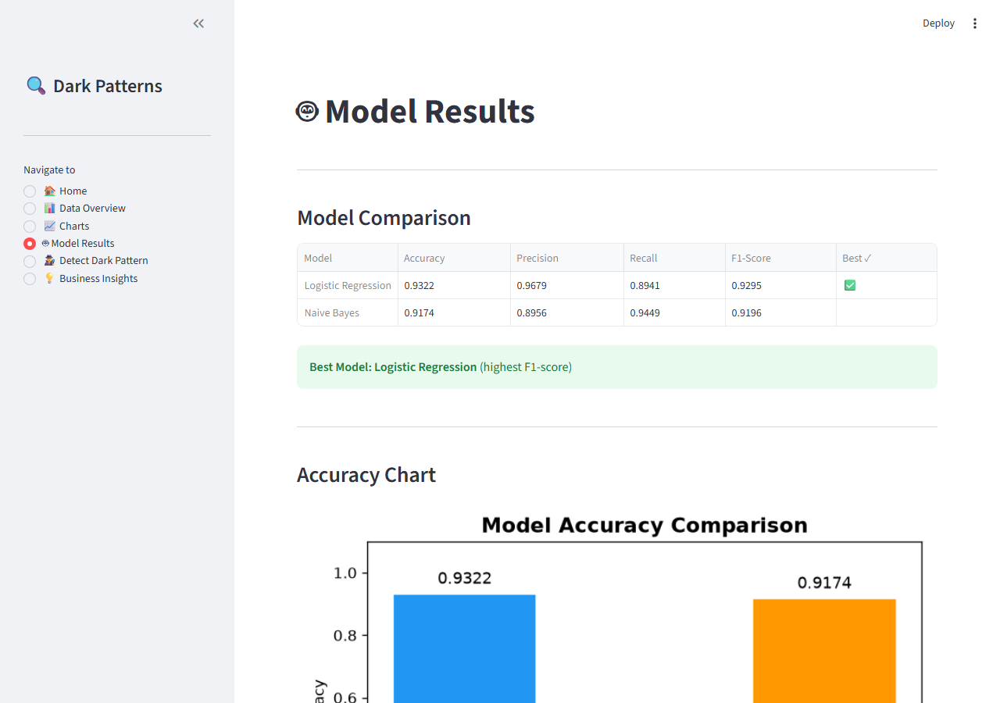 Deploy
🔍 Dark Patterns
Navigate to
🏠 Home
📊 Data Overview
📈 Charts
Model Results
🕵️ Detect Dark Pattern
💡 Business Insights
Model Results
Model Comparison
Model Accuracy Precision Recall F1-Score Best ✓
Logistic Regression 0.9322 0.9679 0.8941 0.9295 ✅
Naive Bayes 0.9174 0.8956 0.9449 0.9196
Best Model: Logistic Regression (highest F1-score)
Accuracy Chart
Model Accuracy Comparison
1.0
0.9322
0.9174
0.8
0.6